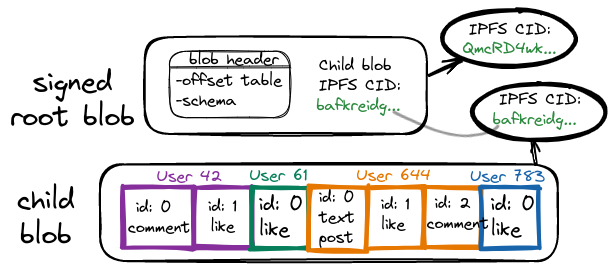 IPFS CID:
QmcRD4wk...
signed
root blob
blob header
-offset table
-schema
Child blob
IPFS CID:
bafkreidg...
IPFS CID:
bafkreidg...
child
blob
User 42
User 61
User 644
User 783
id: 0
comment
id: 1
like
id: 0
like
id: 0
text
post
id: 1
like
id: 2
comment
id: 0
like